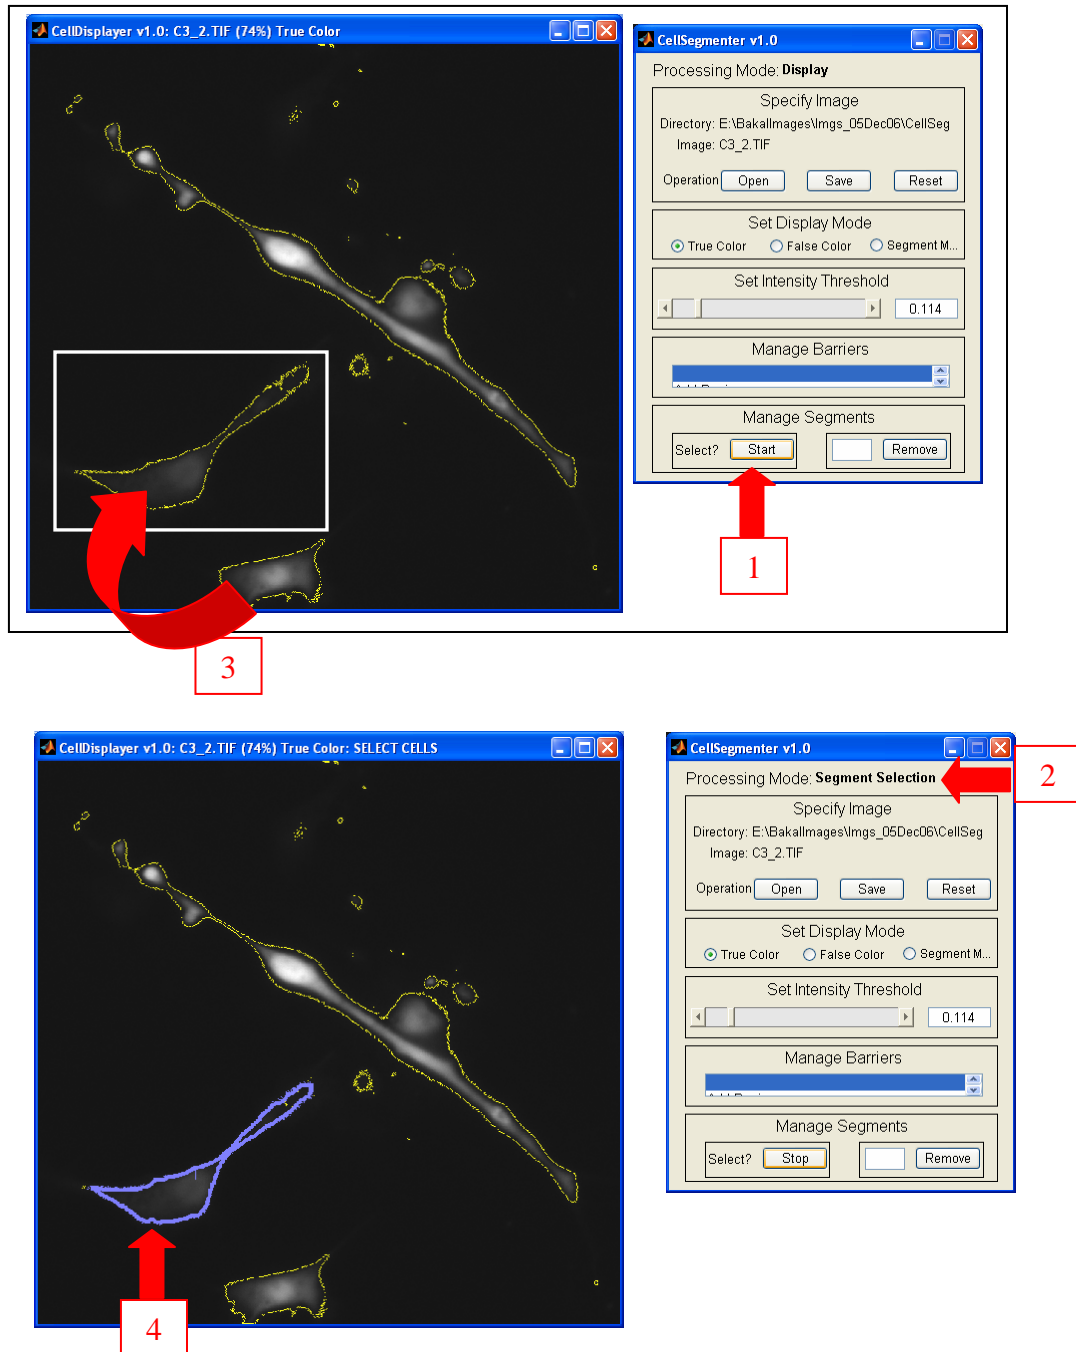 CellDisplayer v1.0: C3_2.TIF (74%) True Color
CellSegmenter v1.0
Processing Mode: Display
Specify Image
Directory: E:\BakalImages\Imgs_05Dec06\CellSeg
Image: C3_2.TIF
Operation Open Save Reset
Set Display Mode
True Color False Color Segment M...
Set Intensity Threshold
0.114
Manage Barriers
Manage Segments
Select? Start Remove
1
3
CellDisplayer v1.0: C3_2.TIF (74%) True Color: SELECT CELLS
CellSegmenter v1.0
Processing Mode: Segment Selection
2
Specify Image
Directory: E:\BakalImages\Imgs_05Dec06\CellSeg
Image: C3_2.TIF
Operation Open Save Reset
Set Display Mode
True Color False Color Segment M...
Set Intensity Threshold
0.114
Manage Barriers
Manage Segments
Select? Stop Remove
4